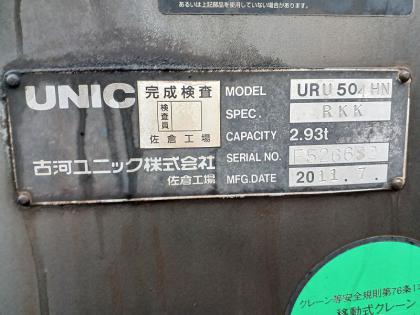 あるいは上記部品を使用していない場合があります。
UNIC
完成検査
検査員
佐倉工場
古河ユニック株式会社
佐倉工場
MODEL URU504HN
SPEC. RKK
CAPACITY 2.93t
SERIAL NO.
MFG.DATE 2011.7.
クレーン等安全規則第76条
移動式クレーン